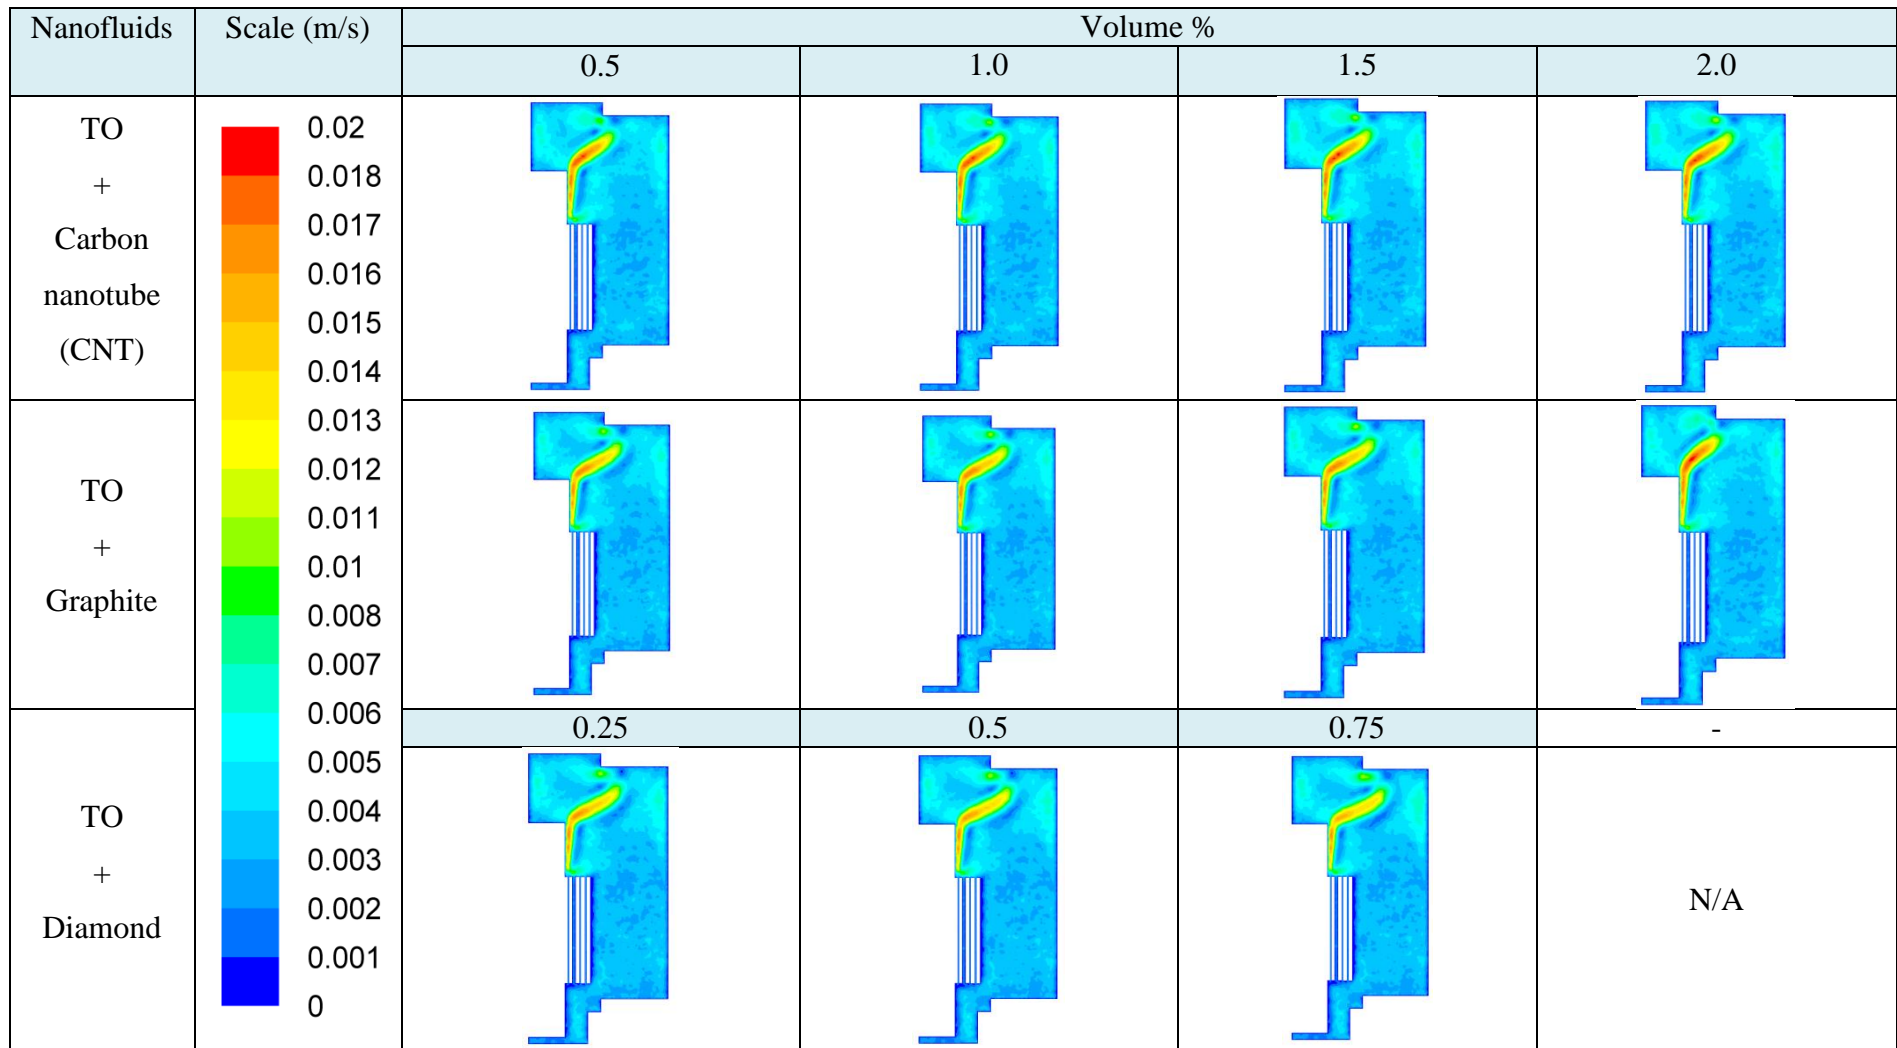 Nanofluids
Scale (m/s)
Volume %
0.5
1.0
1.5
2.0
TO
+
Carbon
nanotube
(CNT)
0.02
0.018
0.017
0.016
0.015
0.014
0.013
0.012
0.011
0.01
0.008
0.007
0.006
0.005
0.004
0.003
0.002
0.001
0
TO
+
Graphite
0.25
0.5
0.75
-
TO
+
Diamond
N/A